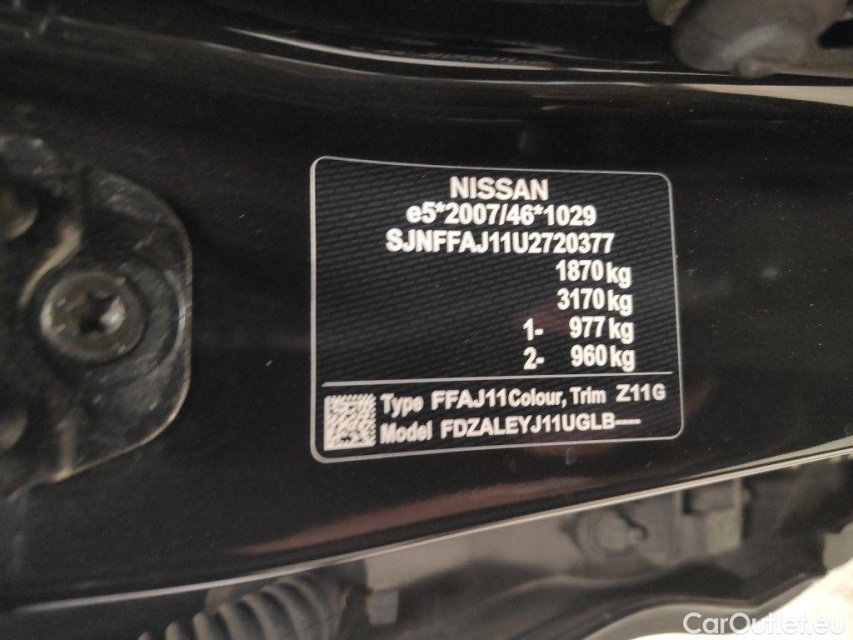 NISSAN
e5*2007/46*1029
SJNFFAJ11U2720377
1870 kg
3170 kg
1- 977 kg
2- 960 kg
Type FFAJ11 Colour, Trim Z11G
Model FDZALEYJ11UGLB----
CarOutlet.eu